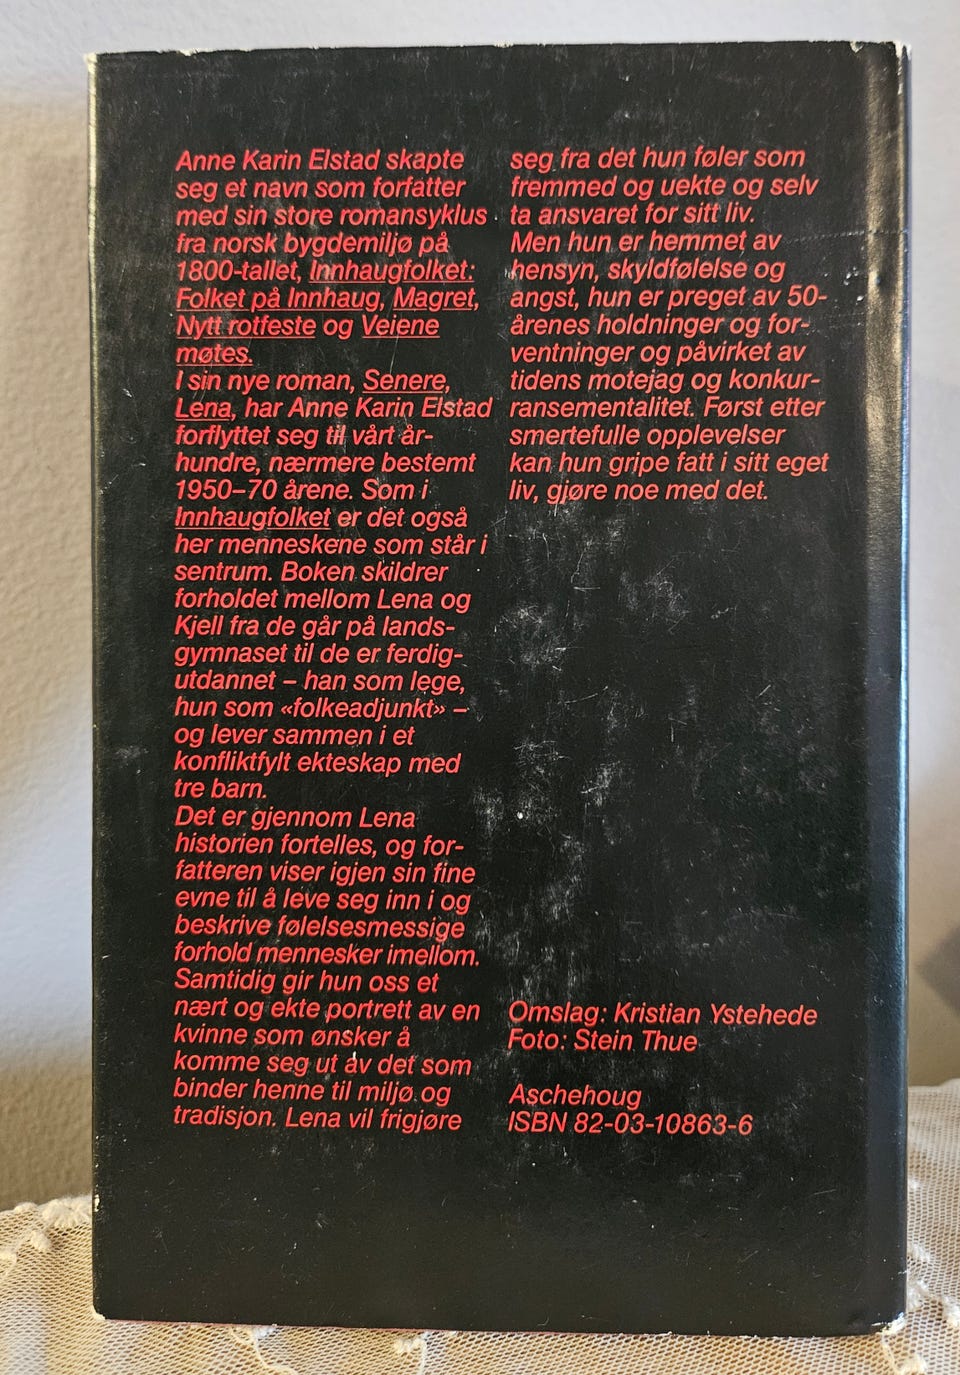 Anne Karin Elstad skapte
seg et navn som forfatter
med sin store romansyklus
fra norsk bygdemiljø på
1800-tallet, Innhaugfolket:
Folket på Innhaug, Magret,
Nytt rotfeste og Veiene
møtes.
I sin nye roman, Senere,
Lena, har Anne Karin Elstad
forflyttet seg til vårt år-
hundre, nærmere bestemt
1950–70 årene. Som i
Innhaugfolket er det også
her menneskene som står i
sentrum. Boken skildrer
forholdet mellom Lena og
Kjell fra de går på lands-
gymnaset til de er ferdig-
utdannet – han som lege,
hun som «folkeadjunkt» –
og lever sammen i et
konfliktfylt ekteskap med
tre barn.
Det er gjennom Lena
historien fortelles, og for-
fatteren viser igjen sin fine
evne til å leve seg inn i og
beskrive følelsesmessige
forhold mennesker imellom.
Samtidig gir hun oss et
nært og ekte portrett av en
kvinne som ønsker å
komme seg ut av det som
binder henne til miljø og
tradisjon. Lena vil frigjøre
seg fra det hun føler som
fremmed og uekte og selv
ta ansvaret for sitt liv.
Men hun er hemmet av
hensyn, skyldfølelse og
angst, hun er preget av 50-
årenes holdninger og for-
ventninger og påvirket av
tidens motejag og konkur-
ransementalitet. Først etter
smertefulle opplevelser
kan hun gripe fatt i sitt eget
liv, gjøre noe med det.
Omslag: Kristian Ystehede
Foto: Stein Thue
Aschehoug
ISBN 82-03-10863-6